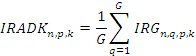 IRADK_{n,p,k} = \frac{1}{G} \sum_{q=1}^{G} IRG_{n,q,p,k}